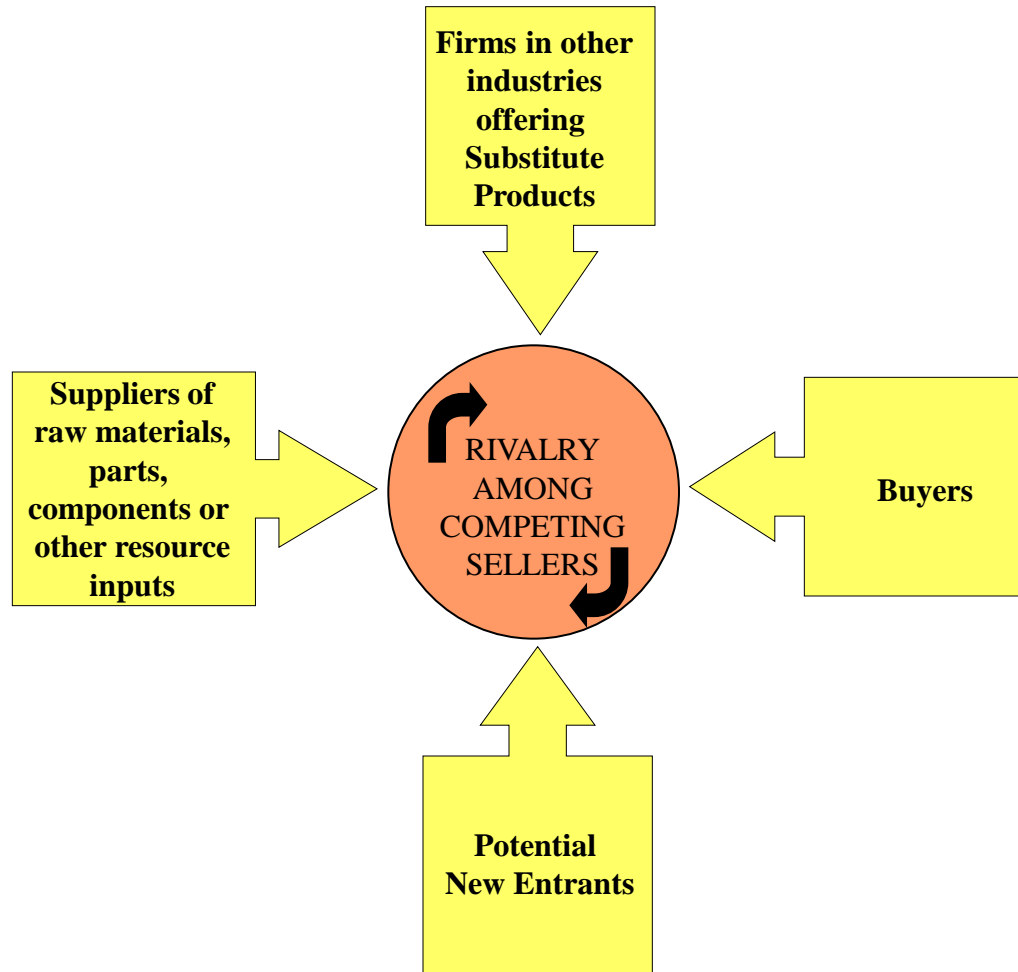 Firms in other
industries
offering
Substitute
Products
Suppliers of
raw materials,
parts,
components or
other resource
inputs
RIVALRY
AMONG
COMPETING
SELLERS
Buyers
Potential
New Entrants